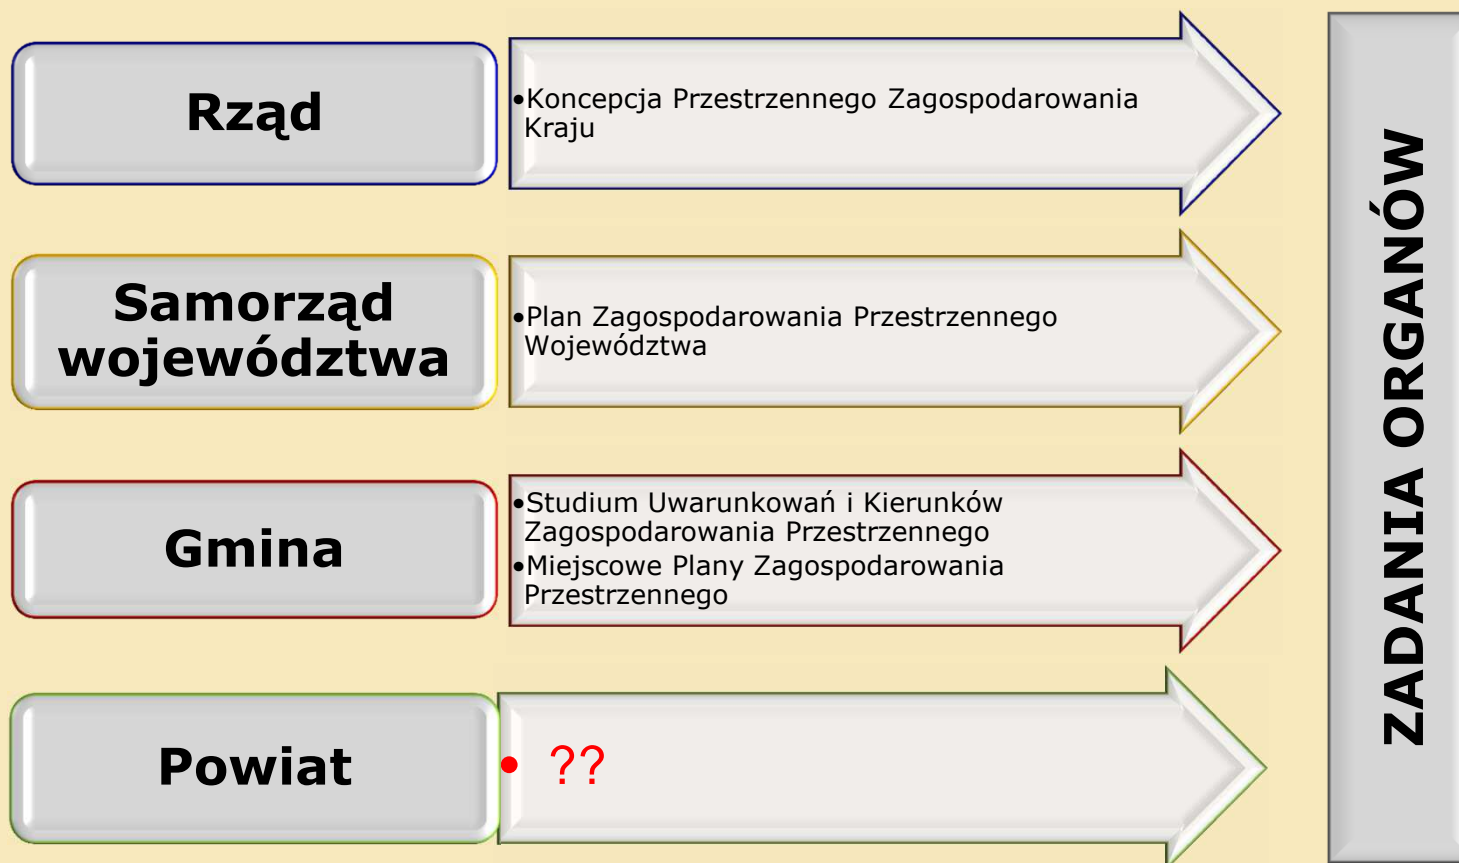 Rząd
•Koncepcja Przestrzennego Zagospodarowania
Kraju
Samorząd
województwa
•Plan Zagospodarowania Przestrzennego
Województwa
Gmina
•Studium Uwarunkowań i Kierunków
Zagospodarowania Przestrzennego
•Miejscowe Plany Zagospodarowania
Przestrzennego
Powiat
• ??
ZADANIA ORGANÓW